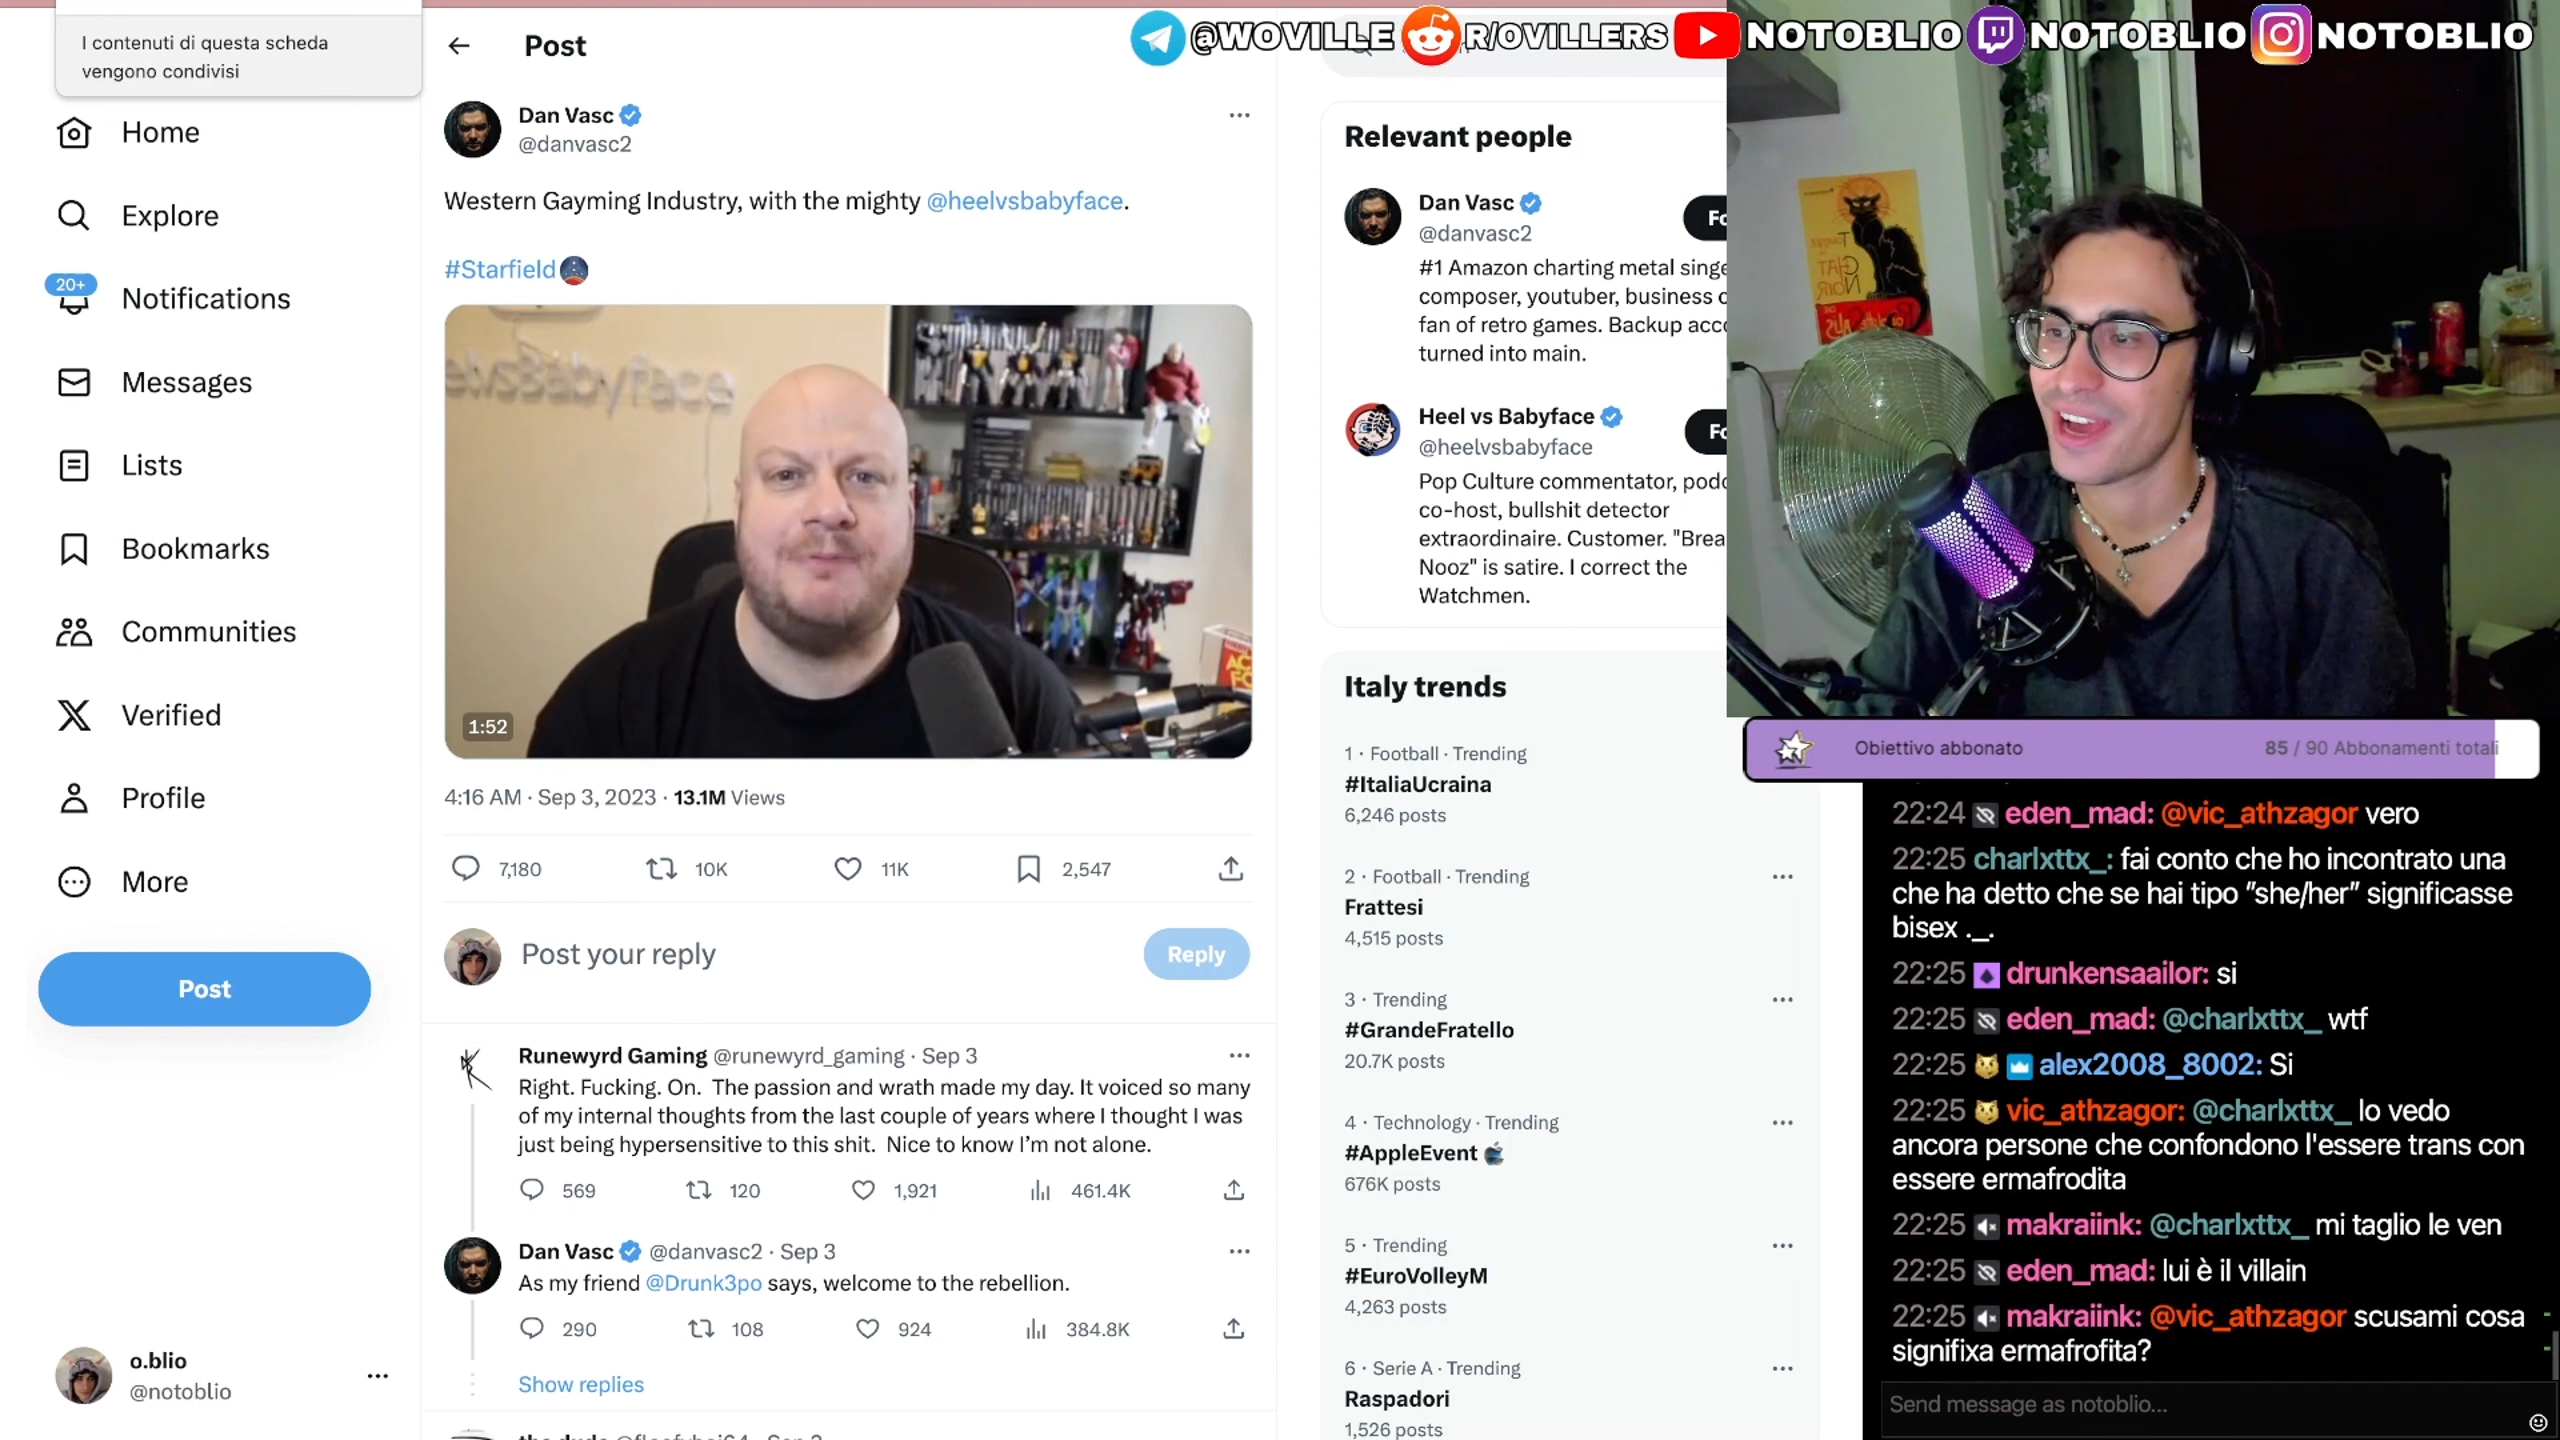 @WOVILLE R/OVILLERS NOTOBLIO NOTOBLIO NOTOBLIO
I contenuti di questa scheda
vengono condivisi
Home
Explore
20+
Notifications
Messages
Lists
Bookmarks
Communities
Verified
Profile
More
Post
o.blio
@notoblio
Post
Dan Vasc
@danvasc2
Western Gayming Industry, with the mighty @heelvsbabyface.
#Starfield
elvsBabyface
1:52
4:16 AM · Sep 3, 2023 · 13.1M Views
7,180 10K 11K 2,547
Post your reply
Reply
Runewyrd Gaming @runewyrd_gaming · Sep 3
Right. Fucking. On. The passion and wrath made my day. It voiced so many
of my internal thoughts from the last couple of years where I thought I was
just being hypersensitive to this shit. Nice to know I'm not alone.
569 120 1,921 461.4K
Dan Vasc @danvasc2 · Sep 3
As my friend @Drunk3po says, welcome to the rebellion.
290 108 924 384.8K
Show replies
Relevant people
Dan Vasc
@danvasc2
Fo
#1 Amazon charting metal singe
composer, youtuber, business o
fan of retro games. Backup acco
turned into main.
Heel vs Babyface
@heelvsbabyface
Fo
Pop Culture commentator, podc
co-host, bullshit detector
extraordinaire. Customer. "Brea
Nooz" is satire. I correct the
Watchmen.
Italy trends
1 · Football · Trending
#ItaliaUcraina
6,246 posts
2 · Football · Trending
Frattesi
4,515 posts
3 · Trending
#GrandeFratello
20.7K posts
4 · Technology · Trending
#AppleEvent
676K posts
5 · Trending
#EuroVolleyM
4,263 posts
6 · Serie A · Trending
Raspadori
1,526 posts
Obiettivo abbonato 85 / 90 Abbonamenti totali
22:24 eden_mad: @vic_athzagor vero
22:25 charlxttx_: fai conto che ho incontrato una
che ha detto che se hai tipo "she/her" significasse
bisex ._.
22:25 drunkensaailor: si
22:25 eden_mad: @charlxttx_ wtf
22:25 alex2008_8002: Si
22:25 vic_athzagor: @charlxttx_ lo vedo
ancora persone che confondono l'essere trans con
essere ermafrodita
22:25 makraiink: @charlxttx_ mi taglio le ven
22:25 eden_mad: lui è il villain
22:25 makraiink: @vic_athzagor scusami cosa
signifixa ermafrofita?
Send message as notoblio...